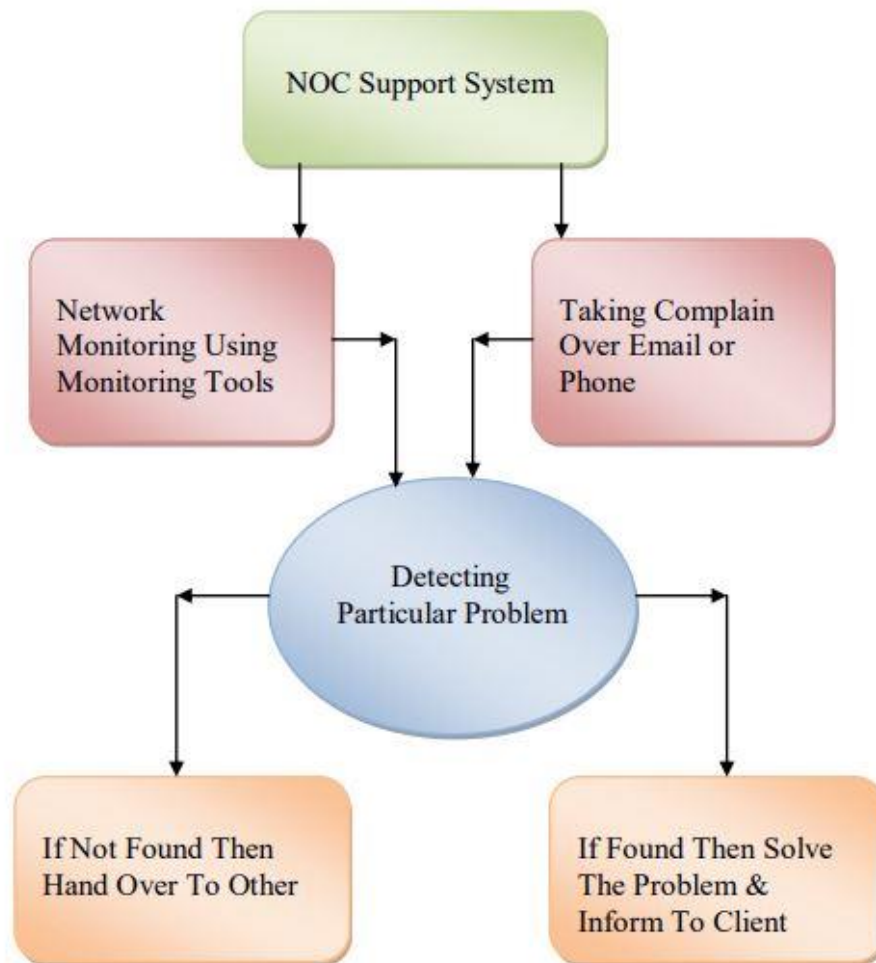 NOC Support System
Network
Monitoring Using
Monitoring Tools
Taking Complain
Over Email or
Phone
Detecting
Particular Problem
If Not Found Then
Hand Over To Other
If Found Then Solve
The Problem &
Inform To Client